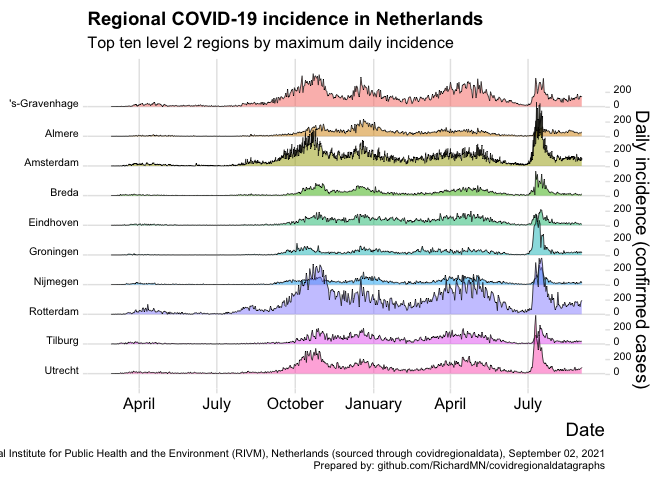 Regional COVID-19 incidence in Netherlands
Top ten level 2 regions by maximum daily incidence
's-Gravenhage
200
0
Almere
200
0
Amsterdam
200
0
Breda
200
0
Eindhoven
200
0
Groningen
200
0
Nijmegen
200
0
Rotterdam
200
0
Tilburg
200
0
Utrecht
200
0
Daily incidence (confirmed cases)
April July October January April July
Date
Institute for Public Health and the Environment (RIVM), Netherlands (sourced through covidregionaldata), September 02, 2021
Prepared by: github.com/RichardMN/covidregionaldatagraphs